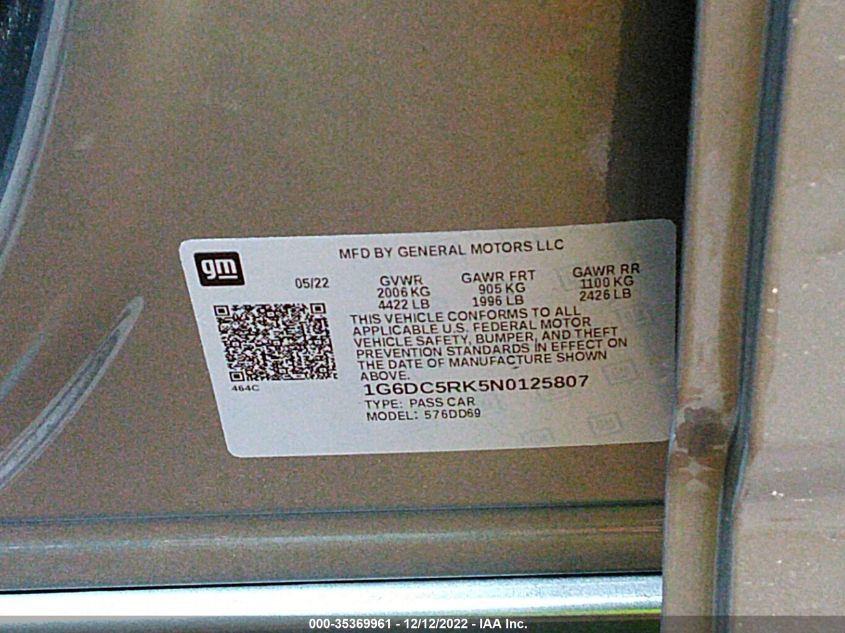 gm
MFD BY GENERAL MOTORS LLC
05/22
GVWR GAWR FRT GAWR RR
2006 KG 905 KG 1100 KG
4422 LB 1996 LB 2426 LB
THIS VEHICLE CONFORMS TO ALL
APPLICABLE U.S. FEDERAL MOTOR
VEHICLE SAFETY, BUMPER, AND THEFT
PREVENTION STANDARDS IN EFFECT ON
THE DATE OF MANUFACTURE SHOWN
ABOVE.
464C
1G6DC5RK5N0125807
TYPE: PASS CAR
MODEL: 576DD69
000-35369961 - 12/12/2022 - IAA Inc.